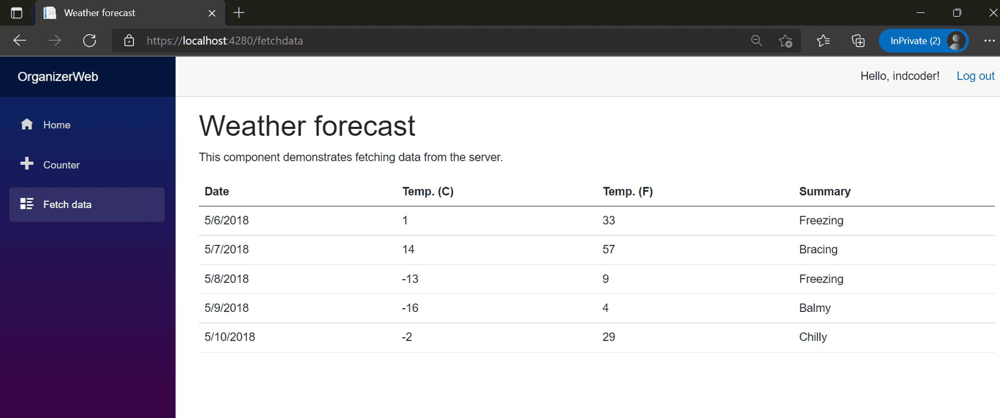 Weather forecast
https://localhost:4280/fetchdata
InPrivate (2)
OrganizerWeb
Hello, indcoder! Log out
Home
Counter
Fetch data
Weather forecast
This component demonstrates fetching data from the server.
Date Temp. (C) Temp. (F) Summary
5/6/2018 1 33 Freezing
5/7/2018 14 57 Bracing
5/8/2018 -13 9 Freezing
5/9/2018 -16 4 Balmy
5/10/2018 -2 29 Chilly